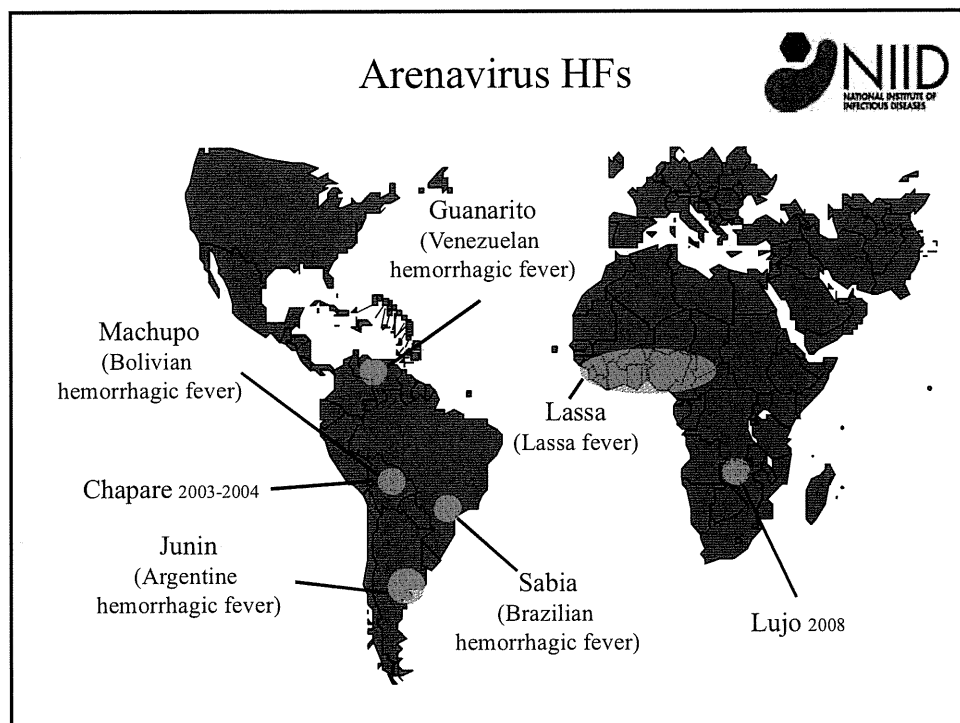 Arenavirus HFs
NIID
NATIONAL INSTITUTE OF
INFECTIOUS DISEASES
Guanarito
(Venezuelan
hemorrhagic fever)
Machupo
(Bolivian
hemorrhagic fever)
Lassa
(Lassa fever)
Chapare 2003-2004
Junin
(Argentine
hemorrhagic fever)
Sabia
(Brazilian
hemorrhagic fever)
Lujo 2008